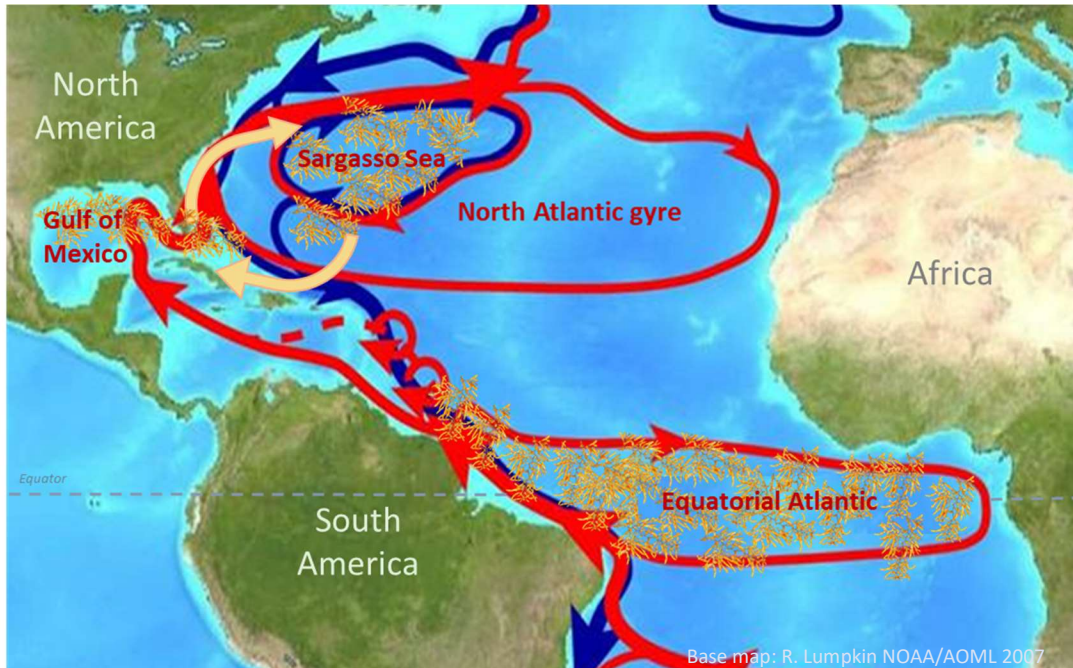 North
America
Sargasso Sea
Gulf of
Mexico
North Atlantic gyre
Africa
Equator
Equatorial Atlantic
South
America
Base map: R. Lumpkin NOAA/AOML 2007